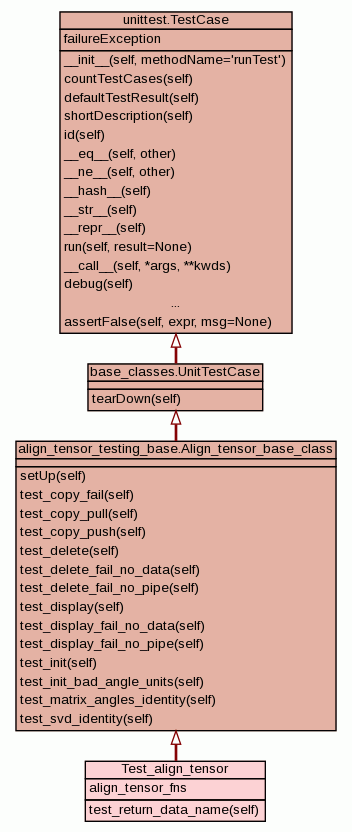 unittest.TestCase
failureException
__init__(self, methodName='runTest')
countTestCases(self)
defaultTestResult(self)
shortDescription(self)
id(self)
__eq__(self, other)
__ne__(self, other)
__hash__(self)
__str__(self)
__repr__(self)
run(self, result=None)
__call__(self, *args, **kwds)
debug(self)
...
assertFalse(self, expr, msg=None)
base_classes.UnitTestCase
tearDown(self)
align_tensor_testing_base.Align_tensor_base_class
setUp(self)
test_copy_fail(self)
test_copy_pull(self)
test_copy_push(self)
test_delete(self)
test_delete_fail_no_data(self)
test_delete_fail_no_pipe(self)
test_display(self)
test_display_fail_no_data(self)
test_display_fail_no_pipe(self)
test_init(self)
test_init_bad_angle_units(self)
test_matrix_angles_identity(self)
test_svd_identity(self)
Test_align_tensor
align_tensor_fns
test_return_data_name(self)